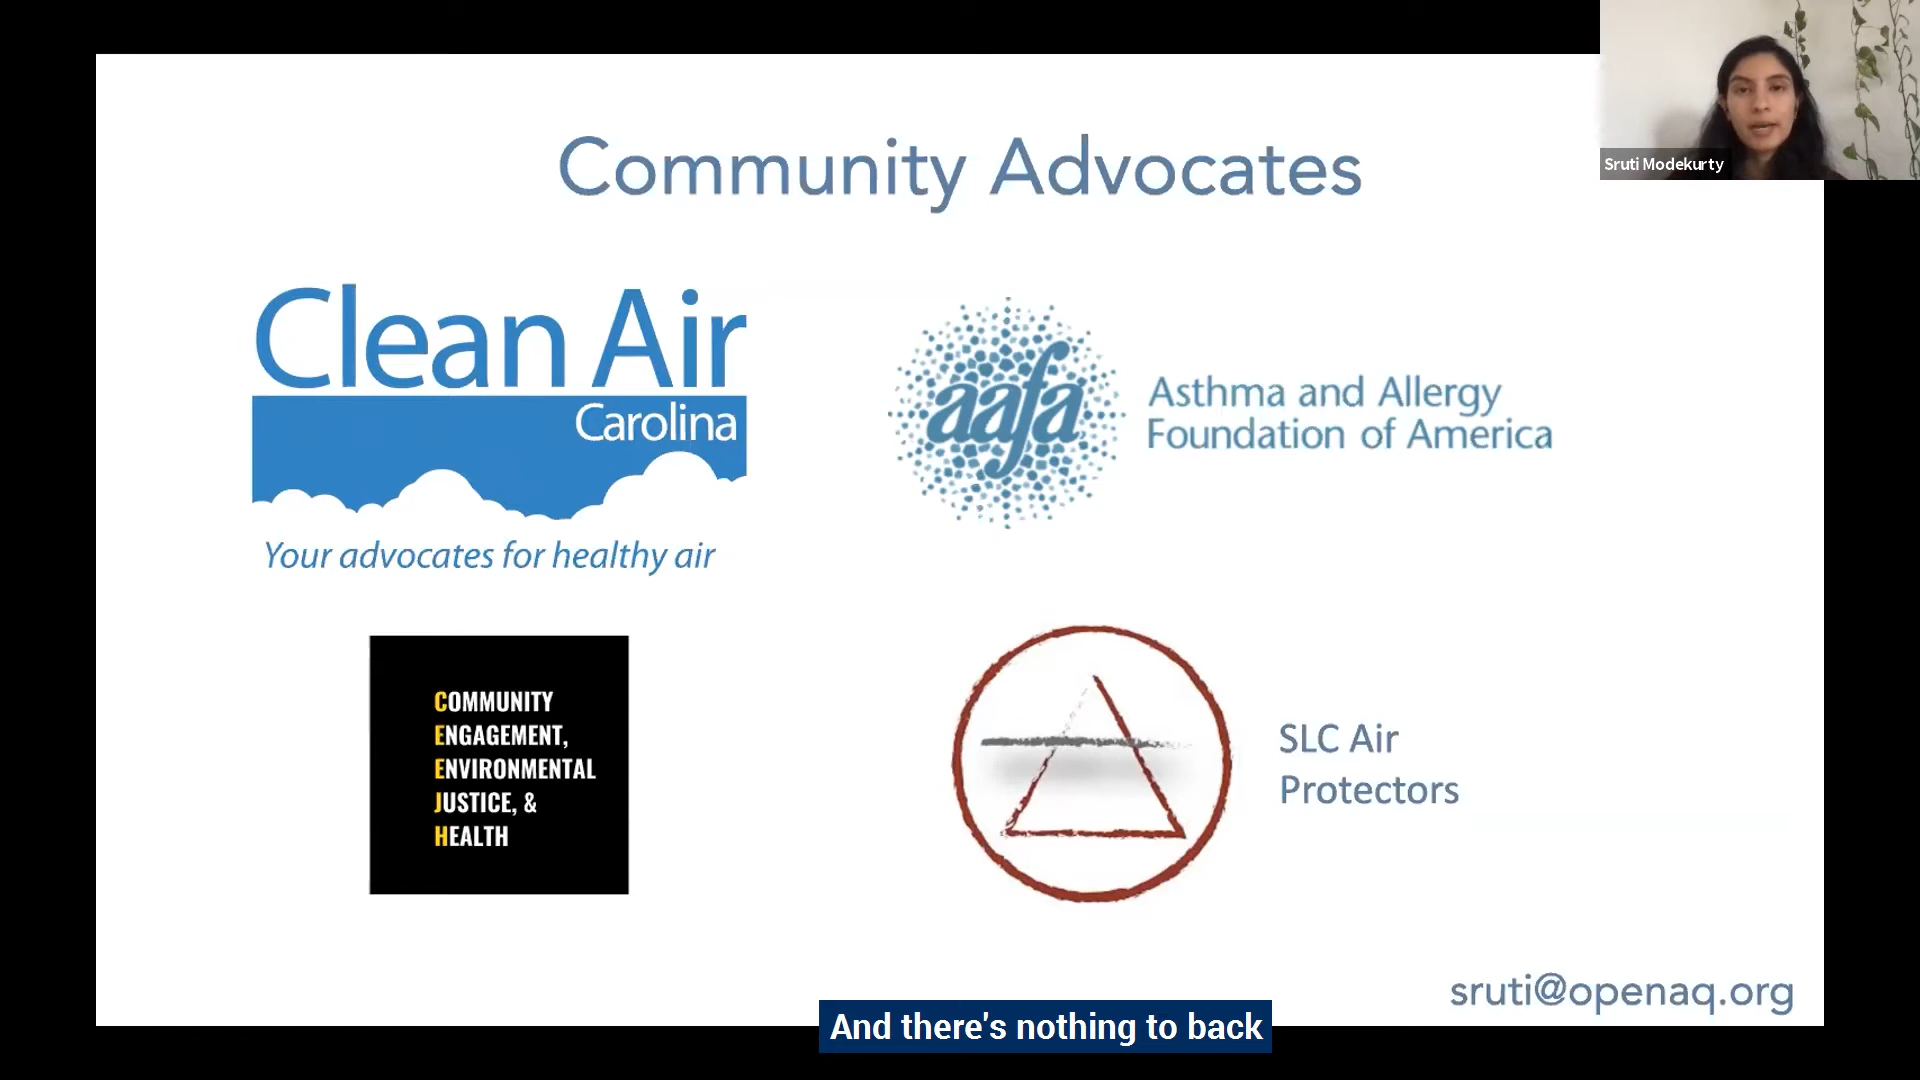 Community Advocates
Sruti Modekurty
Clean Air
Carolina
Your advocates for healthy air
aafa
Asthma and Allergy
Foundation of America
COMMUNITY
ENGAGEMENT,
ENVIRONMENTAL
JUSTICE, &
HEALTH
SLC Air
Protectors
sruti@openaq.org
And there's nothing to back